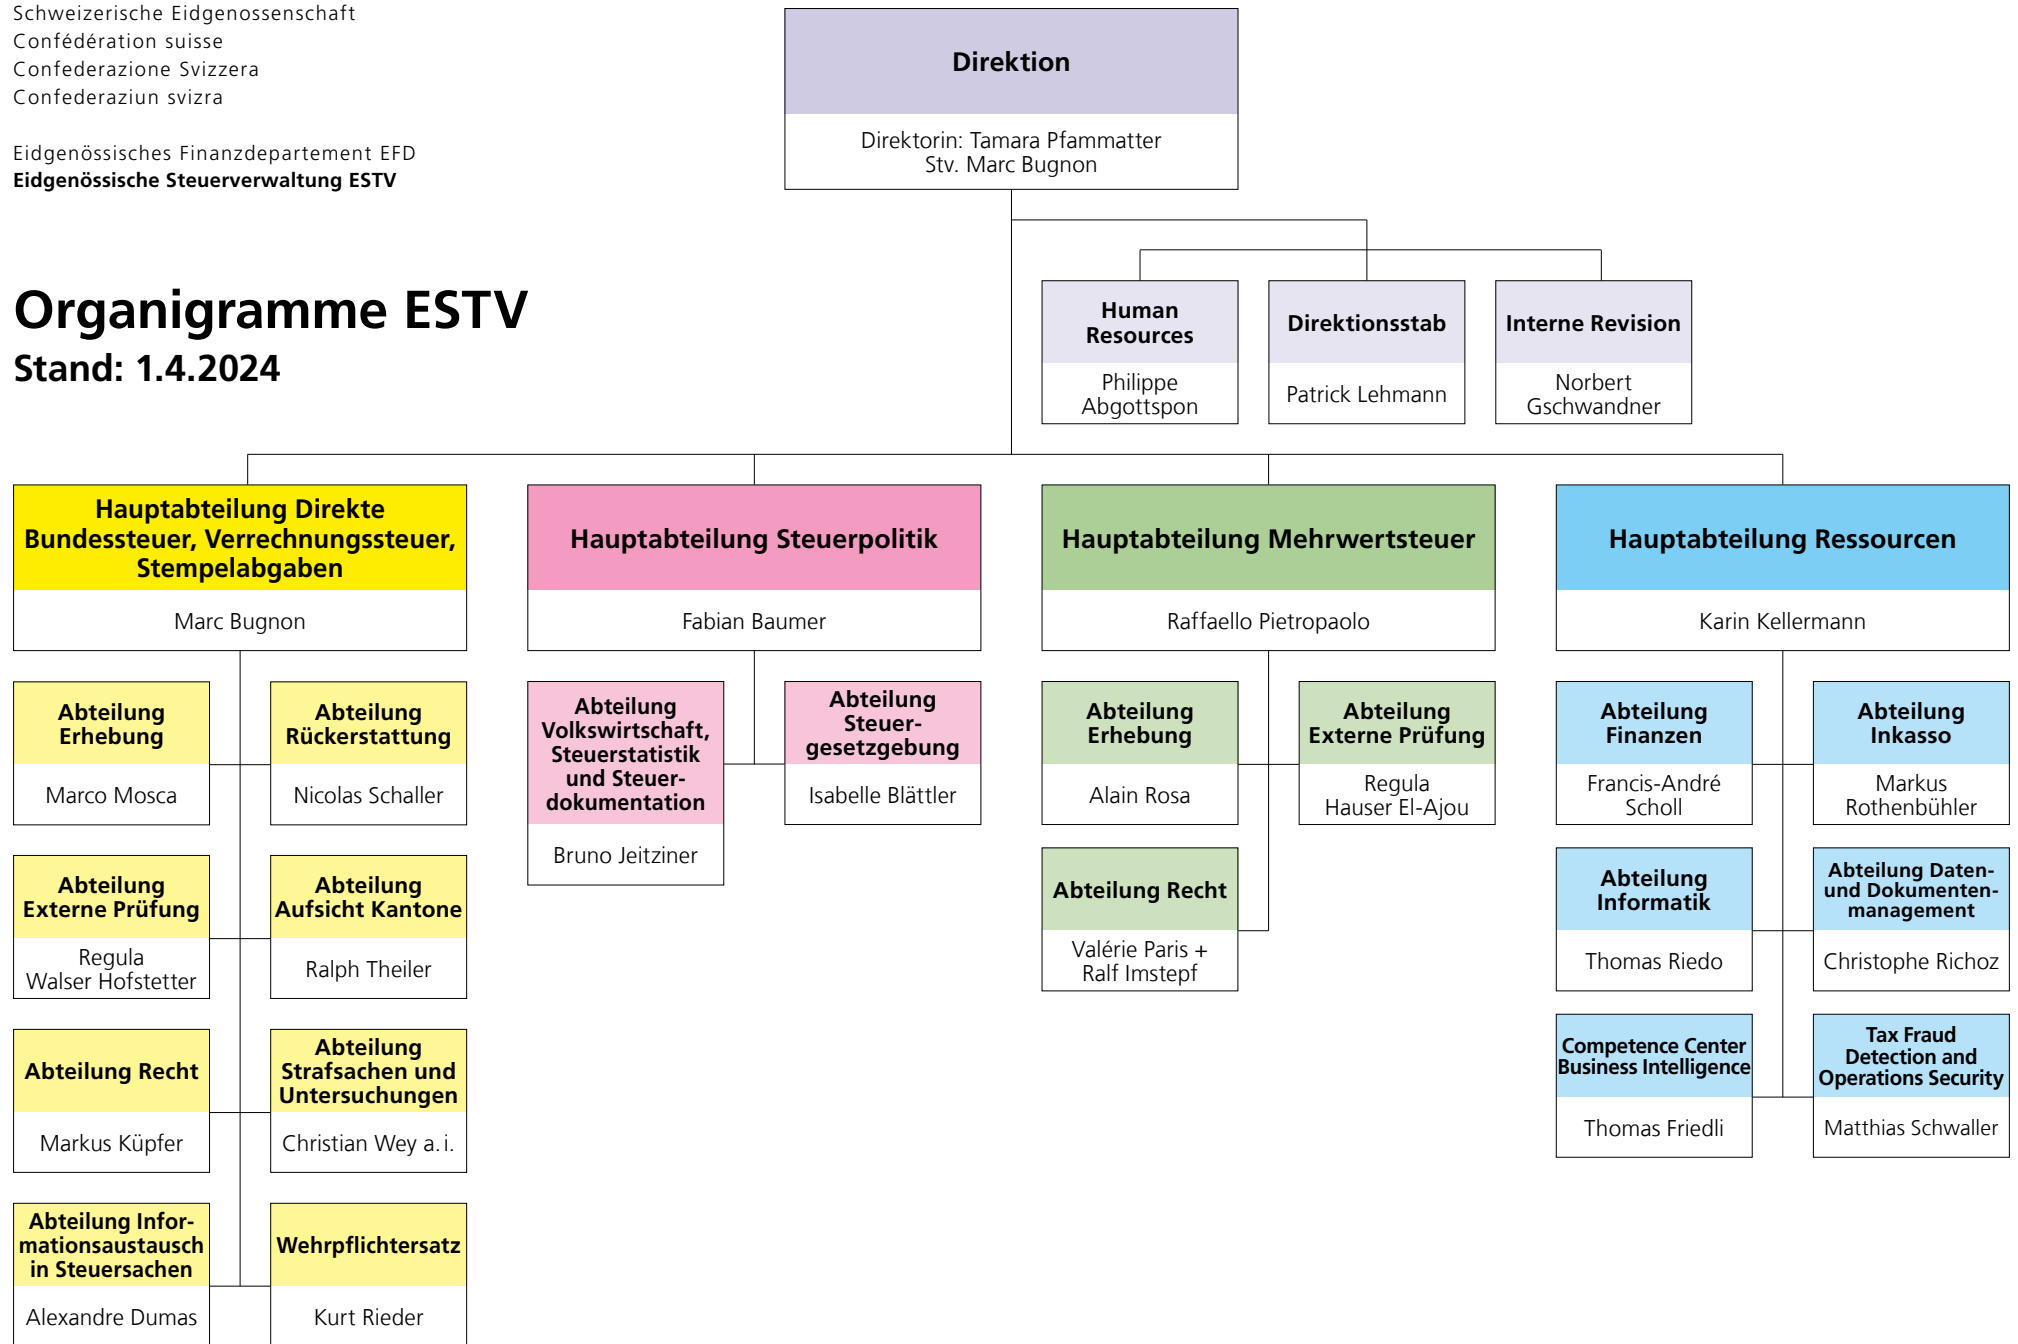 Schweizerische Eidgenossenschaft
Confédération suisse
Confederazione Svizzera
Confederaziun svizra
Eidgenössisches Finanzdepartement EFD
Eidgenössische Steuerverwaltung ESTV
Organigramme ESTV
Stand: 1.4.2024
Direktion
Direktorin: Tamara Pfammatter
Stv. Marc Bugnon
Human
Resources
Philippe
Abgottspon
Direktionsstab
Patrick Lehmann
Interne Revision
Norbert
Gschwandner
Hauptabteilung Direkte
Bundessteuer, Verrechnungssteuer,
Stempelabgaben
Marc Bugnon
Abteilung
Erhebung
Marco Mosca
Abteilung
Rückerstattung
Nicolas Schaller
Abteilung
Externe Prüfung
Regula
Walser Hofstetter
Abteilung
Aufsicht Kantone
Ralph Theiler
Abteilung Recht
Markus Küpfer
Abteilung
Strafsachen und
Untersuchungen
Christian Wey a.i.
Abteilung Infor-
mationsaustausch
in Steuersachen
Alexandre Dumas
Wehrpflichtersatz
Kurt Rieder
Hauptabteilung Steuerpolitik
Fabian Baumer
Abteilung
Volkswirtschaft,
Steuerstatistik
und Steuer-
dokumentation
Bruno Jeitziner
Abteilung
Steuer-
gesetzgebung
Isabelle Blättler
Hauptabteilung Mehrwertsteuer
Raffaello Pietropaolo
Abteilung
Erhebung
Alain Rosa
Abteilung
Externe Prüfung
Regula
Hauser El-Ajou
Abteilung Recht
Valérie Paris +
Ralf Imstepf
Hauptabteilung Ressourcen
Karin Kellermann
Abteilung
Finanzen
Francis-André
Scholl
Abteilung
Inkasso
Markus
Rothenbühler
Abteilung
Informatik
Thomas Riedo
Abteilung Daten-
und Dokumenten-
management
Christophe Richoz
Competence Center
Business Intelligence
Thomas Friedli
Tax Fraud
Detection and
Operations Security
Matthias Schwaller